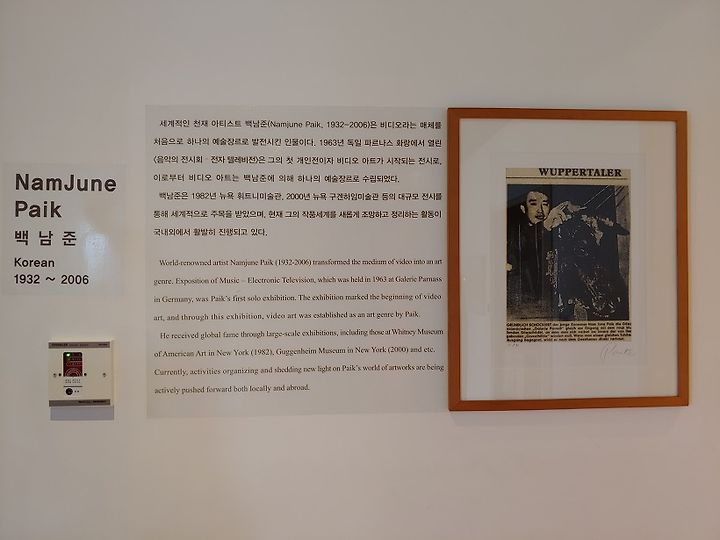 NamJune
Paik
백 남 준
Korean
1932 ~ 2006
세계적인 천재 아티스트 백남준(Namjune Paik, 1932-2006)은 비디오라는 매체를
처음으로 하나의 예술장르로 발전시킨 인물이다. 1963년 독일 파르나스 화랑에서 열린
(음악의 전시회 - 전자 텔레비전)은 그의 첫 개인전이자 비디오 아트가 시작되는 전시로,
이로부터 비디오 아트는 백남준에 의해 하나의 예술장르로 수립되었다.
백남준은 1982년 뉴욕 휘트니미술관, 2000년 뉴욕 구겐하임미술관 등의 대규모 전시를
통해 세계적으로 주목을 받았으며, 현재 그의 작품세계를 새롭게 조망하고 정리하는 활동이
국내외에서 활발히 진행되고 있다.
World-renowned artist Namjune Paik (1932-2006) transformed the medium of video into an art
genre. Exposition of Music – Electronic Television, which was held in 1963 at Galerie Parnass
in Germany, was Paik's first solo exhibition. The exhibition marked the beginning of video
art, and through this exhibition, video art was established as an art genre by Paik.
He received global fame through large-scale exhibitions, including those at Whitney Museum
of American Art in New York (1982), Guggenheim Museum in New York (2000) and etc.
Currently, activities organizing and shedding new light on Paik's world of artworks are being
actively pushed forward both locally and abroad.
WUPPERTALER